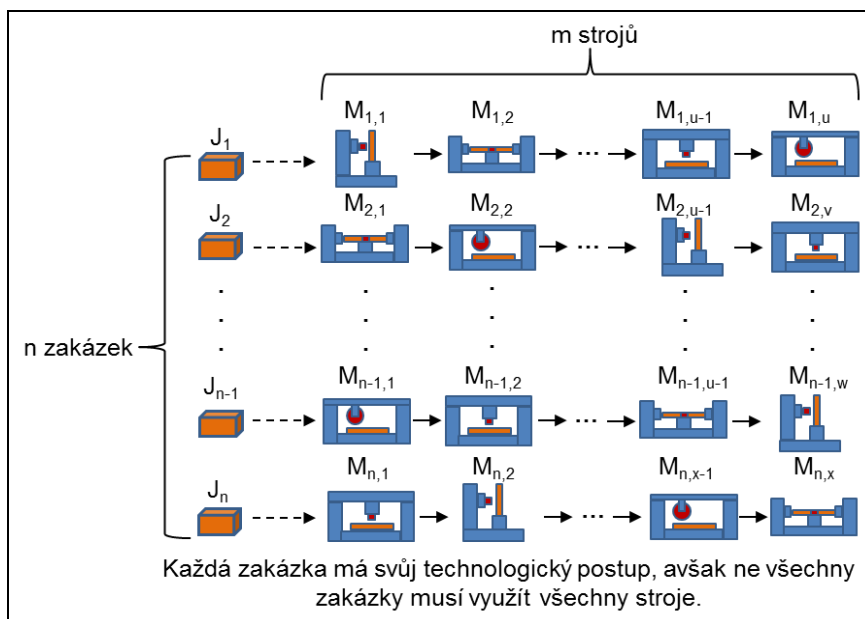 m strojů
J1 M1,1 M1,2 ... M1,u-1 M1,u
J2 M2,1 M2,2 ... M2,u-1 M2,v
. . . . .
. . . . .
. . . . .
n zakázek
Jn-1 Mn-1,1 Mn-1,2 ... Mn-1,u-1 Mn-1,w
Jn Mn,1 Mn,2 ... Mn,x-1 Mn,x
Každá zakázka má svůj technologický postup, avšak ne všechny
zakázky musí využít všechny stroje.